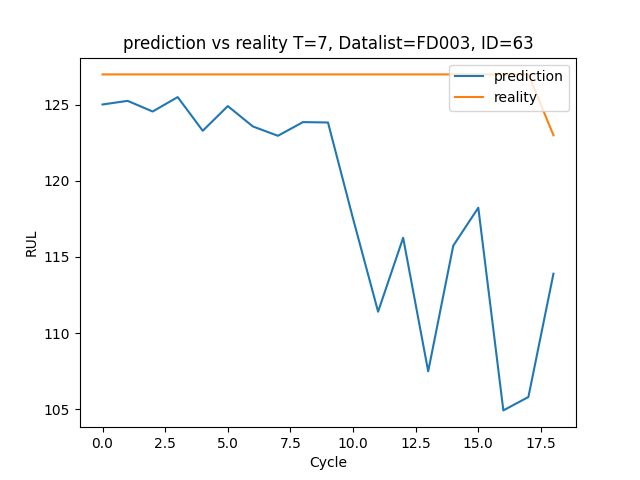 prediction vs reality T=7, Datalist=FD003, ID=63
prediction
reality
125
120
115
110
105
RUL
0.0 2.5 5.0 7.5 10.0 12.5 15.0 17.5
Cycle